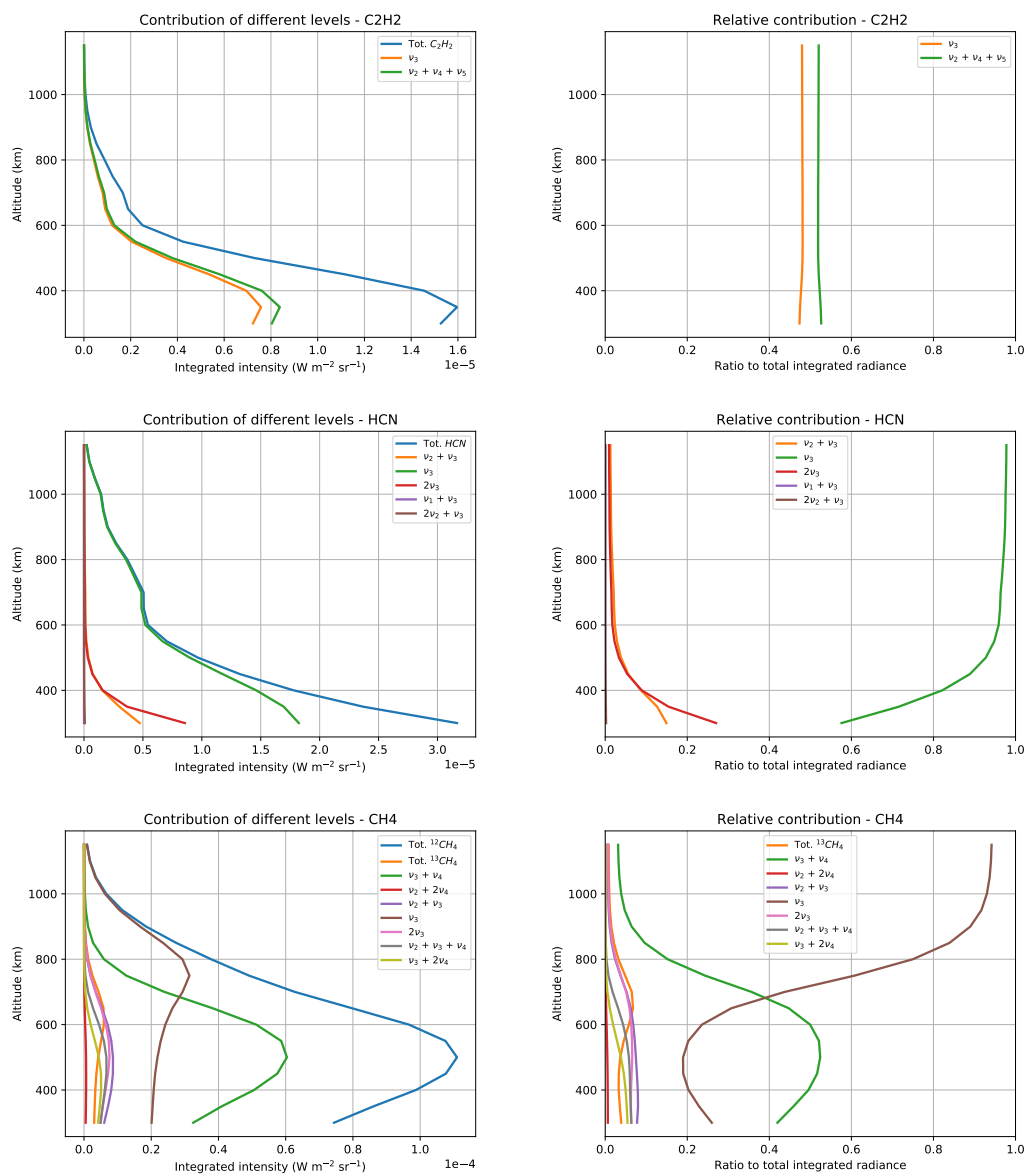 Contribution of different levels - C2H2
Tot. C₂H₂
ν₃
ν₂ + ν₄ + ν₅
Altitude (km)
1000
800
600
400
0.0 0.2 0.4 0.6 0.8 1.0 1.2 1.4 1.6
1e−5
Integrated intensity (W m⁻² sr⁻¹)
Relative contribution - C2H2
ν₃
ν₂ + ν₄ + ν₅
Altitude (km)
1000
800
600
400
0.0 0.2 0.4 0.6 0.8 1.0
Ratio to total integrated radiance
Contribution of different levels - HCN
Tot. HCN
ν₂ + ν₃
ν₃
2ν₃
ν₁ + ν₃
2ν₂ + ν₃
Altitude (km)
1000
800
600
400
0.0 0.5 1.0 1.5 2.0 2.5 3.0
1e−5
Integrated intensity (W m⁻² sr⁻¹)
Relative contribution - HCN
ν₂ + ν₃
ν₃
2ν₃
ν₁ + ν₃
2ν₂ + ν₃
Altitude (km)
1000
800
600
400
0.0 0.2 0.4 0.6 0.8 1.0
Ratio to total integrated radiance
Contribution of different levels - CH4
Tot. ¹²CH₄
Tot. ¹³CH₄
ν₃ + ν₄
ν₂ + 2ν₄
ν₂ + ν₃
ν₃
2ν₃
ν₂ + ν₃ + ν₄
ν₃ + 2ν₄
Altitude (km)
1000
800
600
400
0.0 0.2 0.4 0.6 0.8 1.0
1e−4
Integrated intensity (W m⁻² sr⁻¹)
Relative contribution - CH4
Tot. ¹³CH₄
ν₃ + ν₄
ν₂ + 2ν₄
ν₂ + ν₃
ν₃
2ν₃
ν₂ + ν₃ + ν₄
ν₃ + 2ν₄
Altitude (km)
1000
800
600
400
0.0 0.2 0.4 0.6 0.8 1.0
Ratio to total integrated radiance